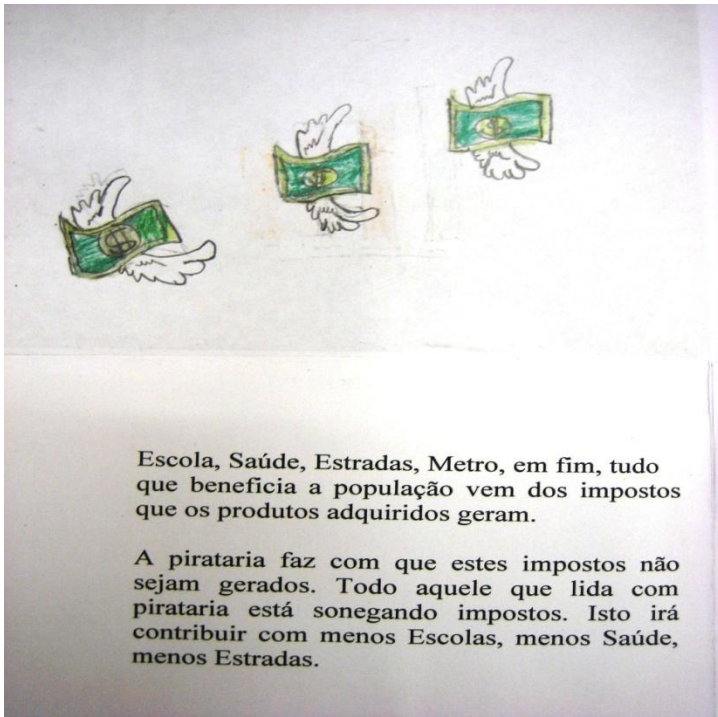 Escola, Saúde, Estradas, Metro, em fim, tudo
que beneficia a população vem dos impostos
que os produtos adquiridos geram.
A pirataria faz com que estes impostos não
sejam gerados. Todo aquele que lida com
pirataria está sonegando impostos. Isto irá
contribuir com menos Escolas, menos Saúde,
menos Estradas.